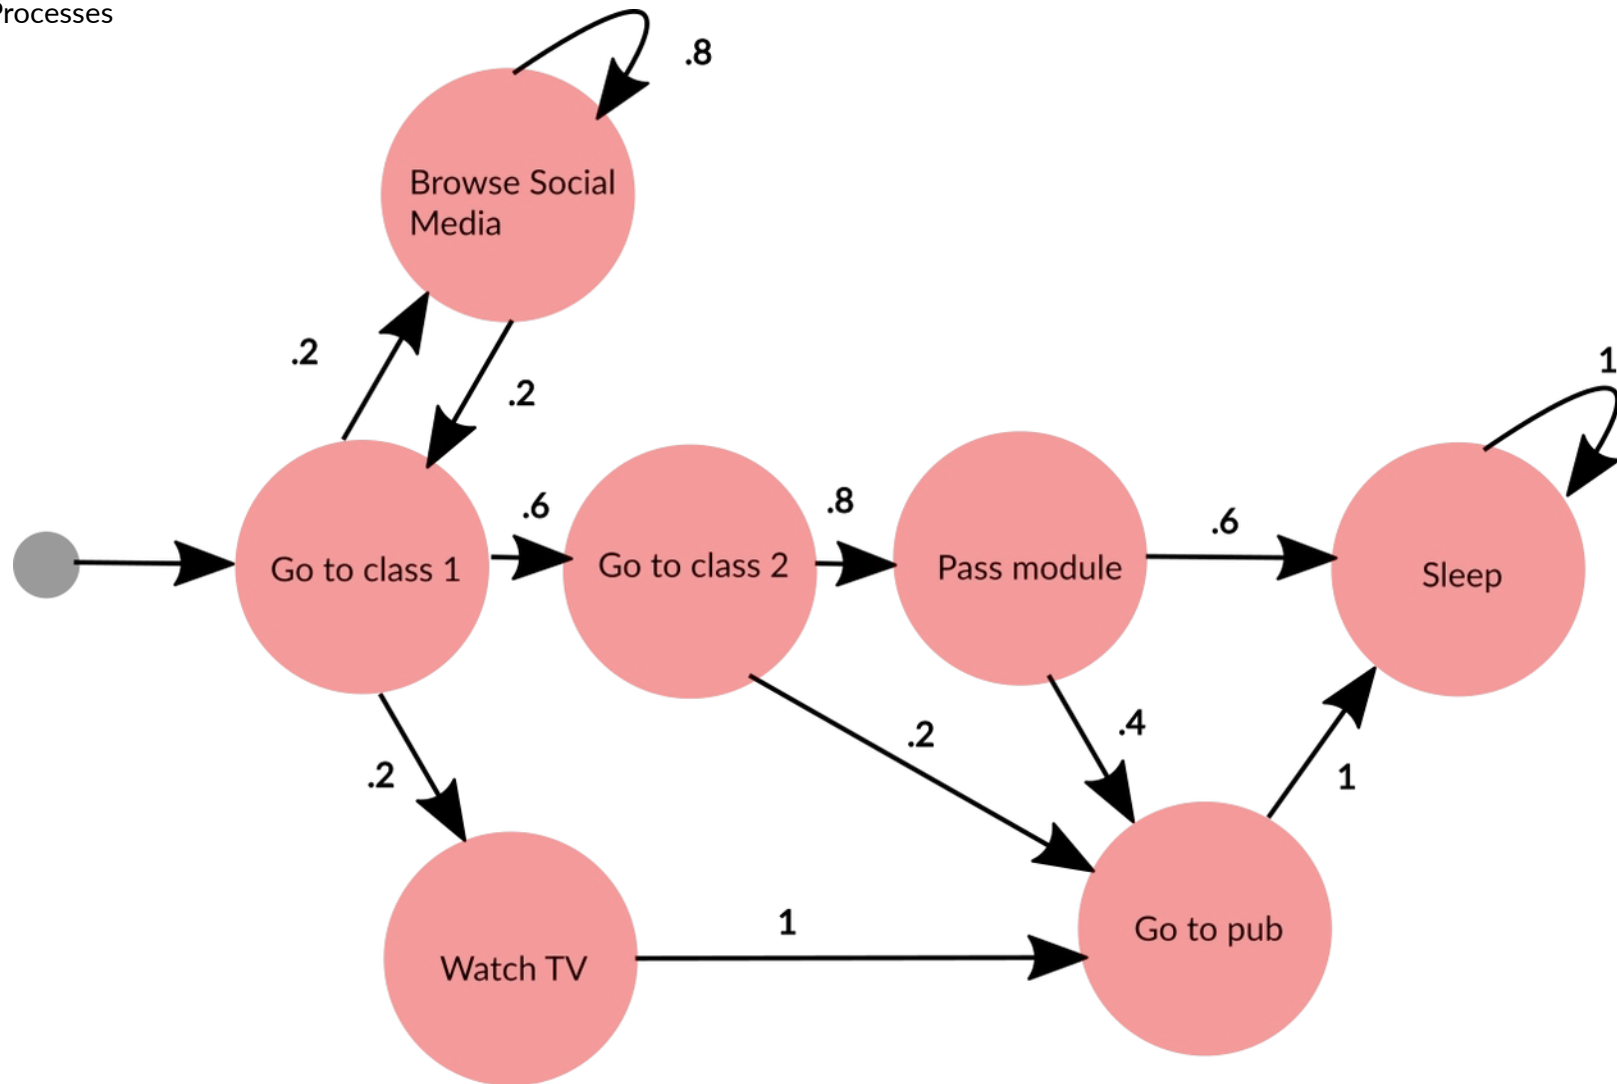 Processes
.8
Browse Social
Media
.2
.2
1
.6
.8
.6
Go to class 1
Go to class 2
Pass module
Sleep
.2
.4
.2
1
1
Go to pub
Watch TV